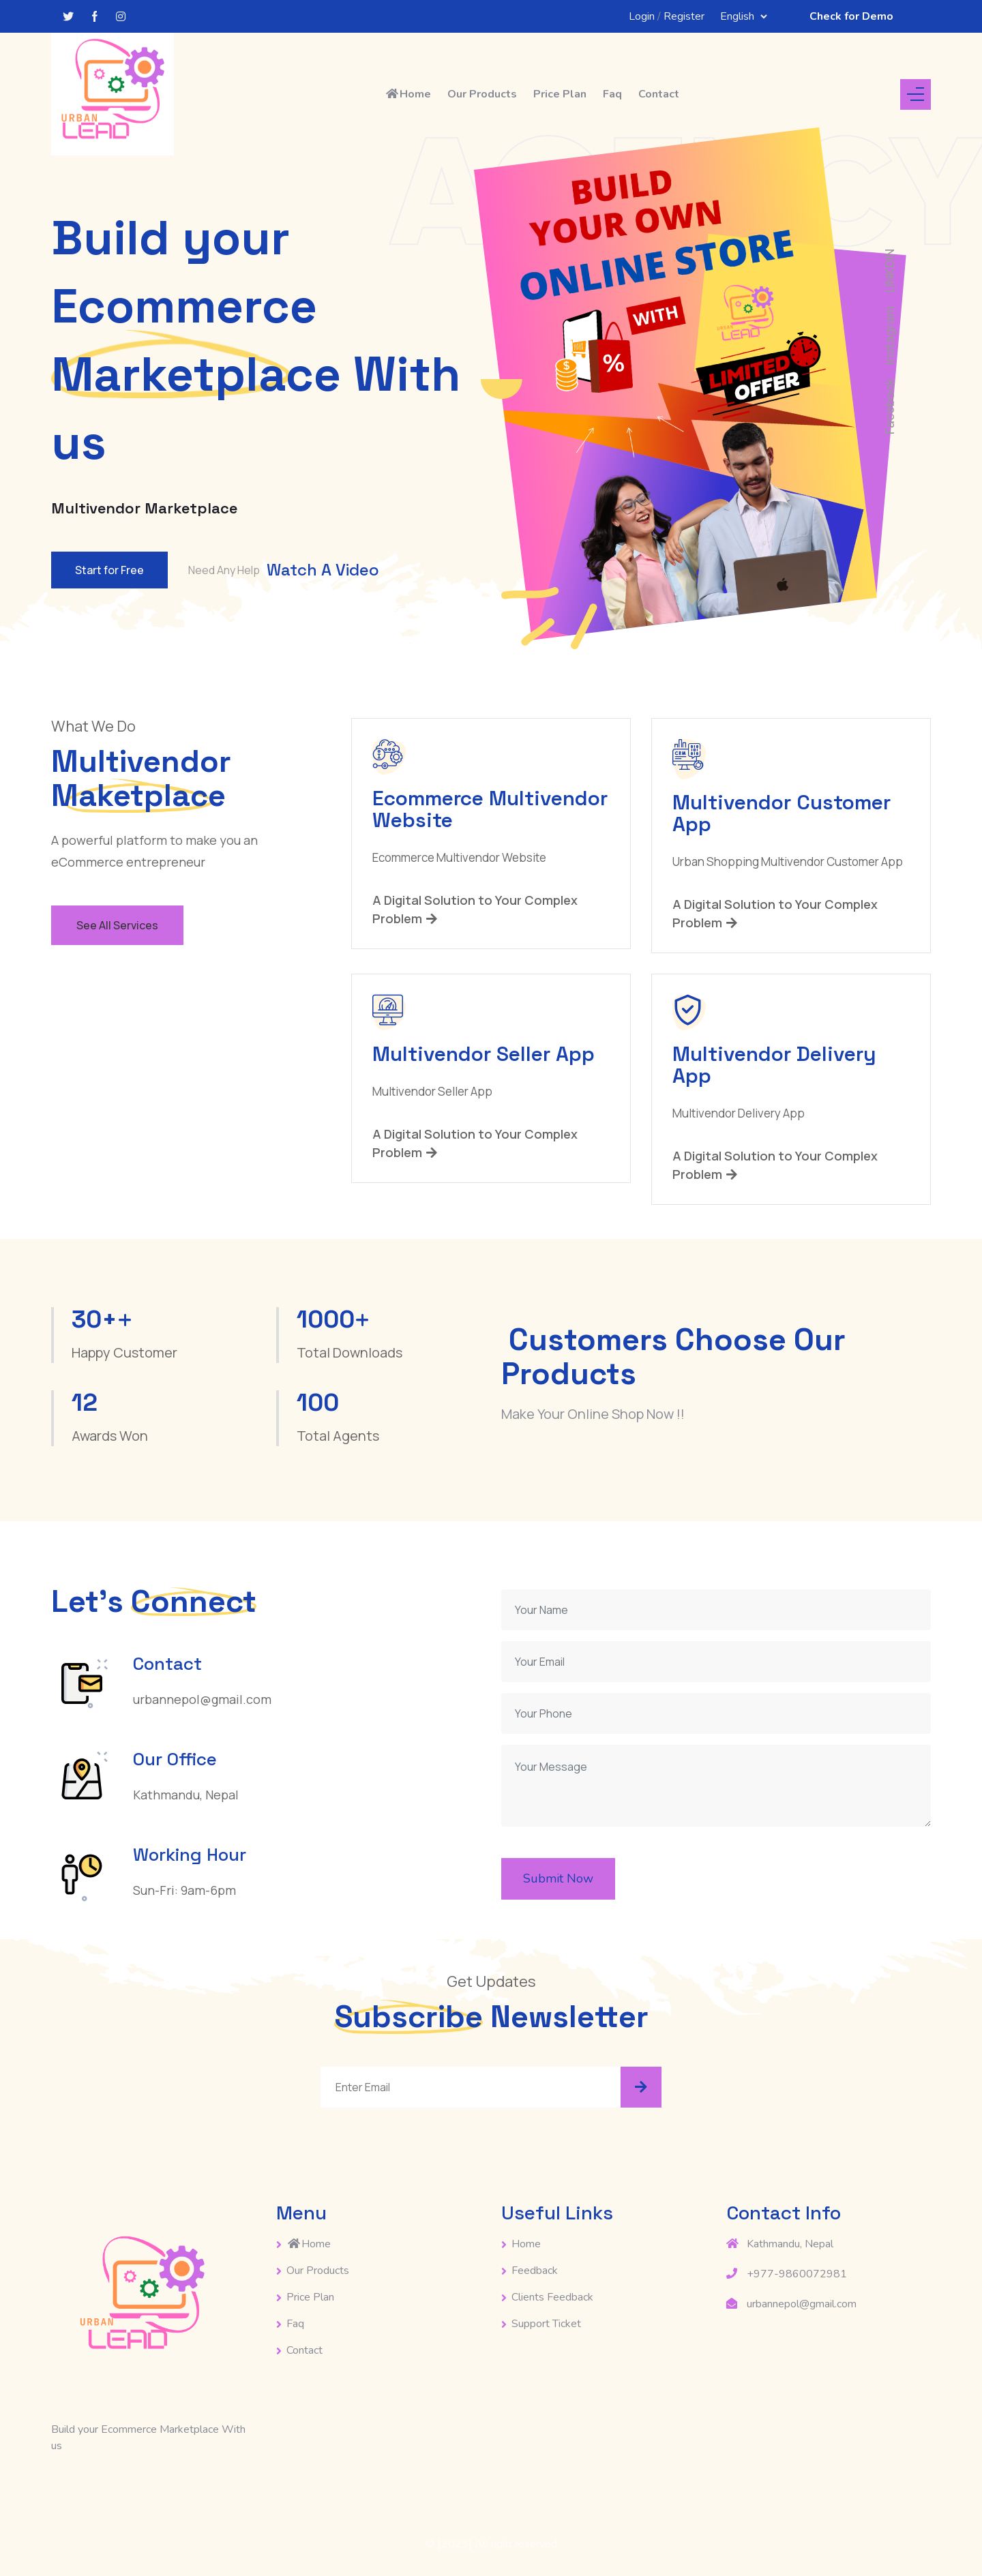 Login / Register
English
Check for Demo
URBAN
LEAD
Home
Our Products
Price Plan
Faq
Contact
Build your
Ecommerce
Marketplace With
us
Multivendor Marketplace
Start for Free
Need Any Help
Watch A Video
BUILD
YOUR OWN
ONLINE STORE
WITH
URBAN
LEAD
%
$
LIMITED
OFFER
What We Do
Multivendor
Maketplace
A powerful platform to make you an
eCommerce entrepreneur
See All Services
Ecommerce Multivendor
Website
Ecommerce Multivendor Website
A Digital Solution to Your Complex
Problem
CRM
Multivendor Customer
App
Urban Shopping Multivendor Customer App
A Digital Solution to Your Complex
Problem
Multivendor Seller App
Multivendor Seller App
A Digital Solution to Your Complex
Problem
Multivendor Delivery
App
Multivendor Delivery App
A Digital Solution to Your Complex
Problem
30++
Happy Customer
1000+
Total Downloads
12
Awards Won
100
Total Agents
Customers Choose Our
Products
Make Your Online Shop Now !!
Let's Connect
Contact
urbannepol@gmail.com
Our Office
Kathmandu, Nepal
Working Hour
Sun-Fri: 9am-6pm
Your Name
Your Email
Your Phone
Your Message
Submit Now
Get Updates
Subscribe Newsletter
Enter Email
URBAN
LEAD
Build your Ecommerce Marketplace With
us
Menu
Home
Our Products
Price Plan
Faq
Contact
Useful Links
Home
Feedback
Clients Feedback
Support Ticket
Contact Info
Kathmandu, Nepal
+977-9860072981
urbannepol@gmail.com